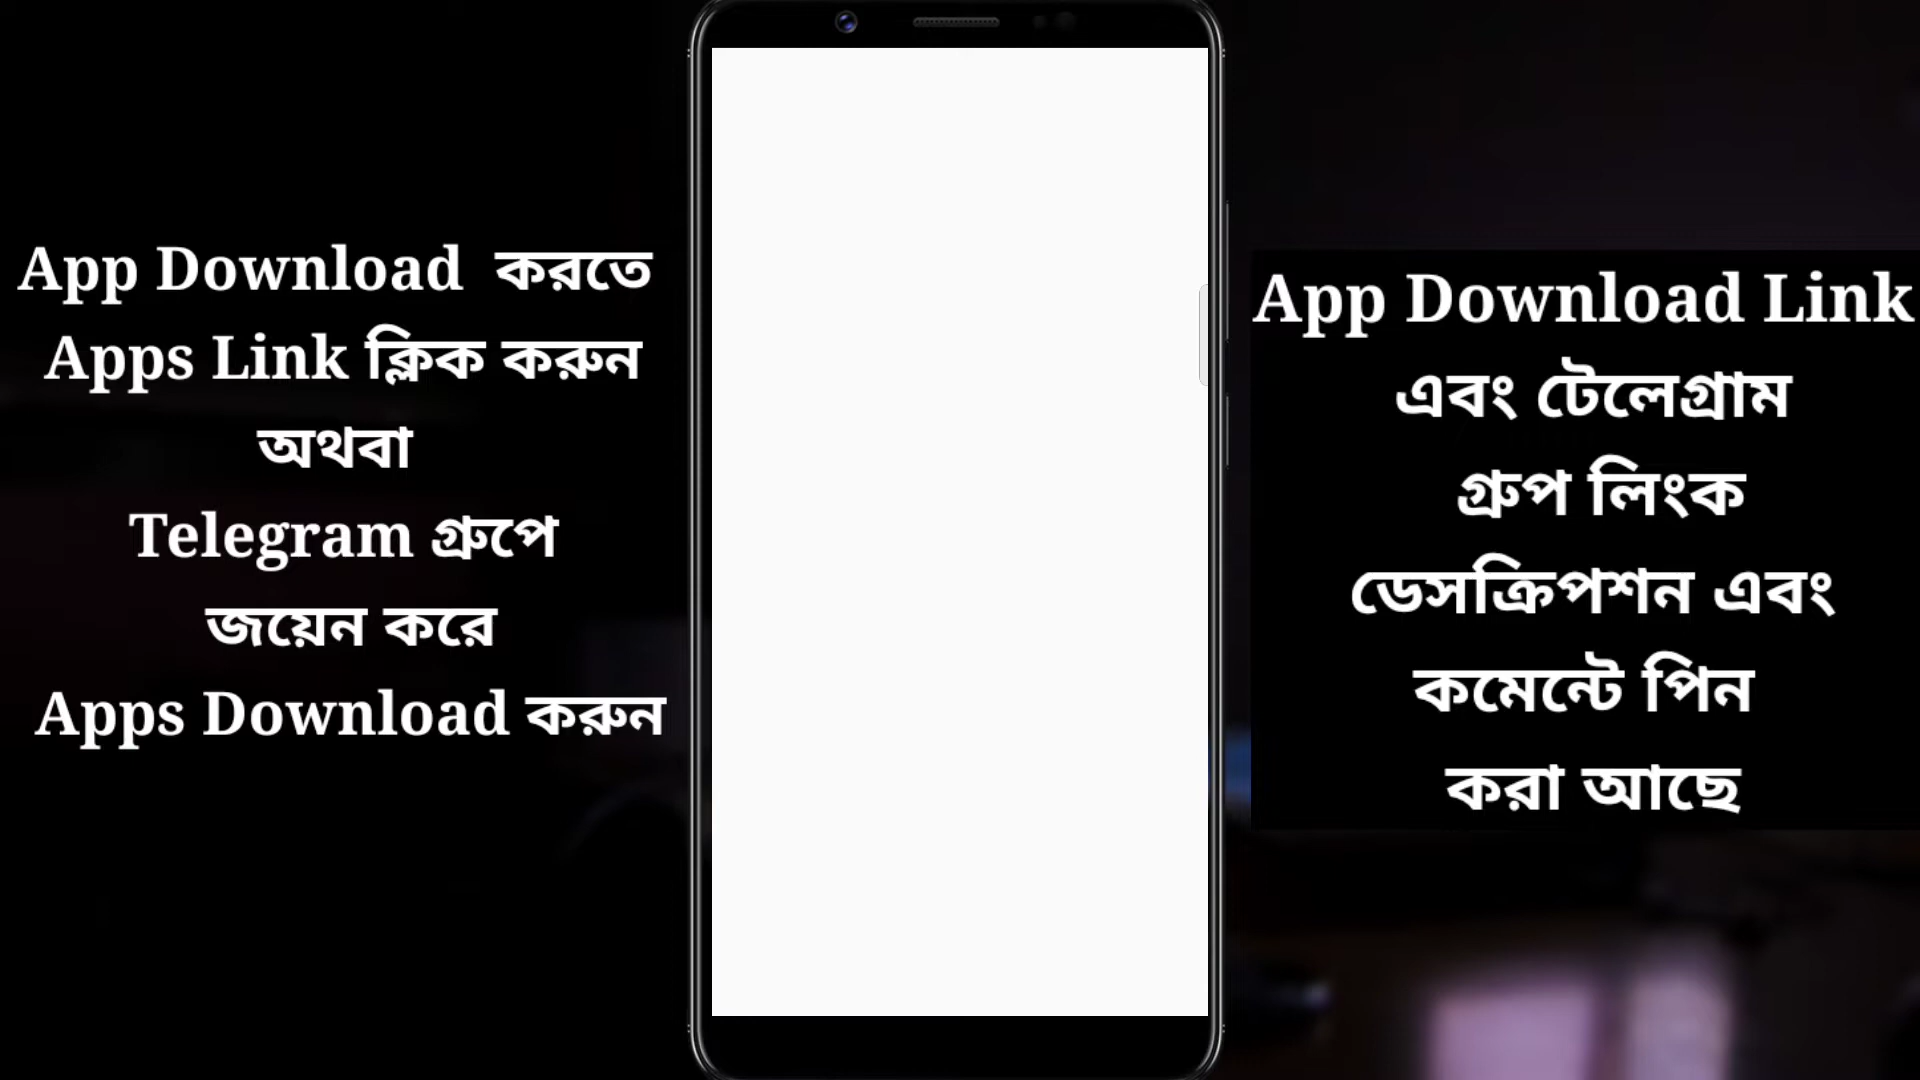 App Download করতে
Apps Link ক্লিক করুন
অথবা
Telegram গ্রুপে
জয়েন করে
Apps Download করুন
App Download Link
এবং টেলেগ্রাম
গ্রুপ লিংক
ডেসক্রিপশন এবং
কমেন্টে পিন
করা আছে